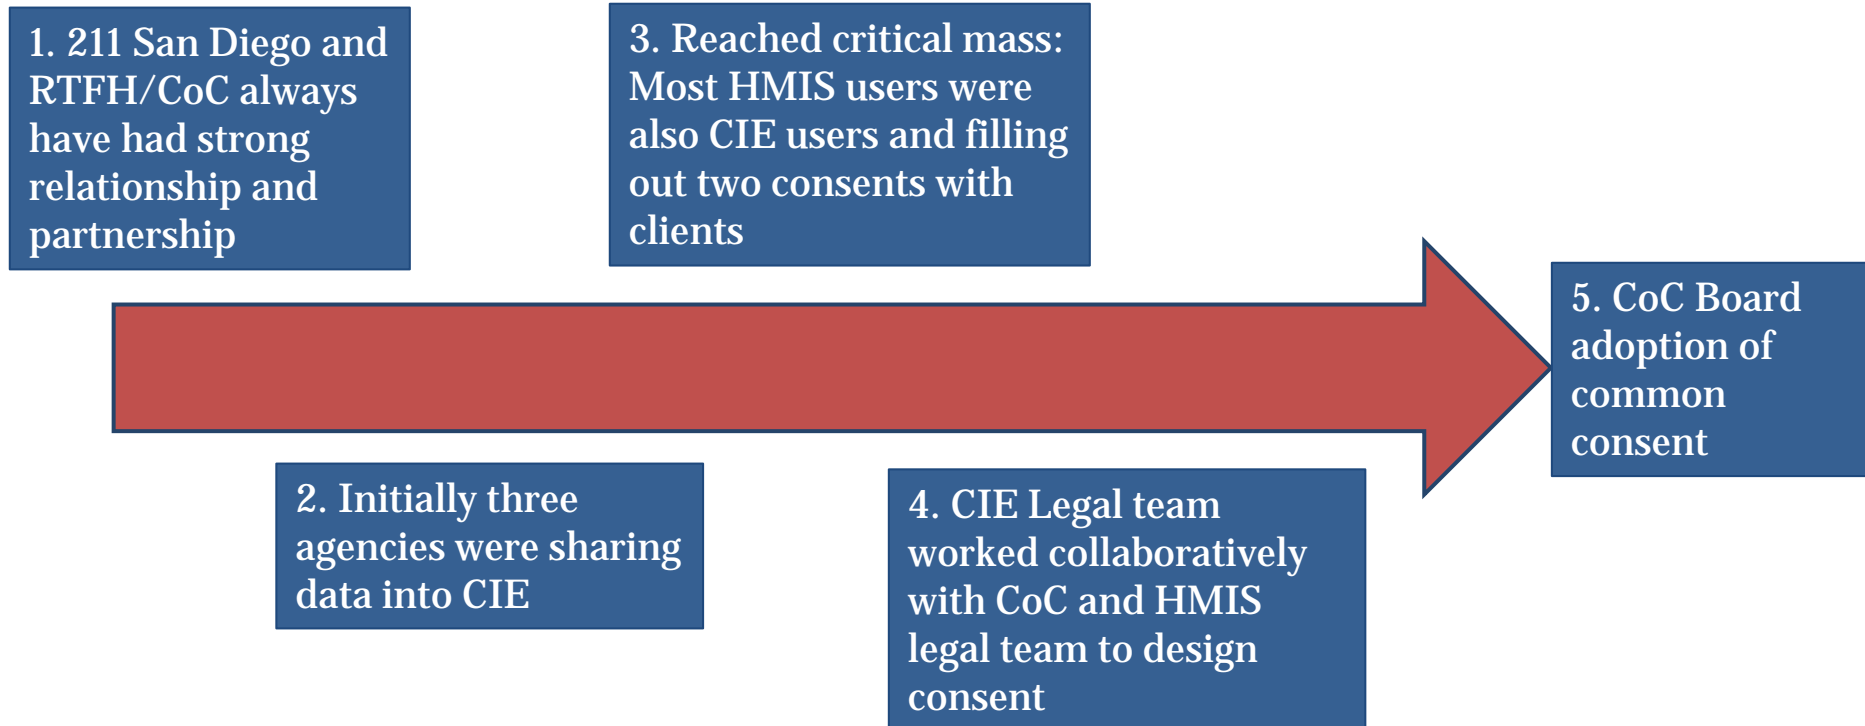 1. 211 San Diego and
RTFH/CoC always
have had strong
relationship and
partnership
2. Initially three
agencies were sharing
data into CIE
3. Reached critical mass:
Most HMIS users were
also CIE users and filling
out two consents with
clients
4. CIE Legal team
worked collaboratively
with CoC and HMIS
legal team to design
consent
5. CoC Board
adoption of
common
consent